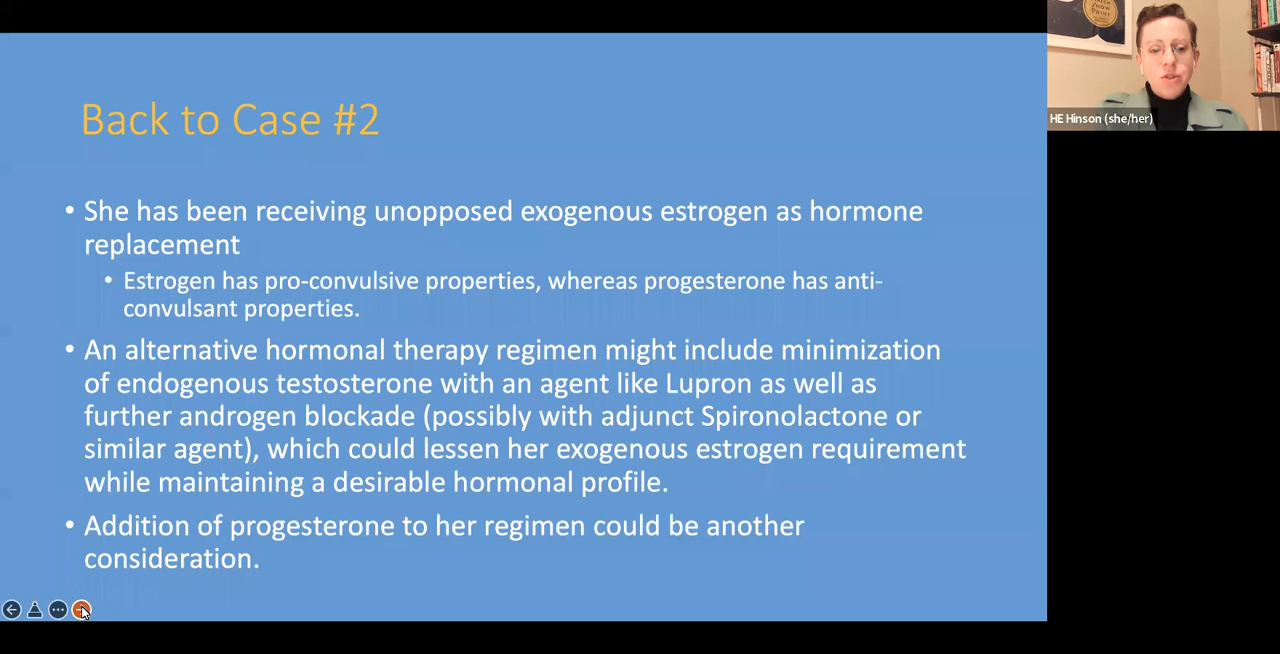 Back to Case #2
• She has been receiving unopposed exogenous estrogen as hormone
replacement
• Estrogen has pro-convulsive properties, whereas progesterone has anti-
convulsant properties.
• An alternative hormonal therapy regimen might include minimization
of endogenous testosterone with an agent like Lupron as well as
further androgen blockade (possibly with adjunct Spironolactone or
similar agent), which could lessen her exogenous estrogen requirement
while maintaining a desirable hormonal profile.
• Addition of progesterone to her regimen could be another
consideration.
SHOW
PRINT
HE Hinson (she/her)